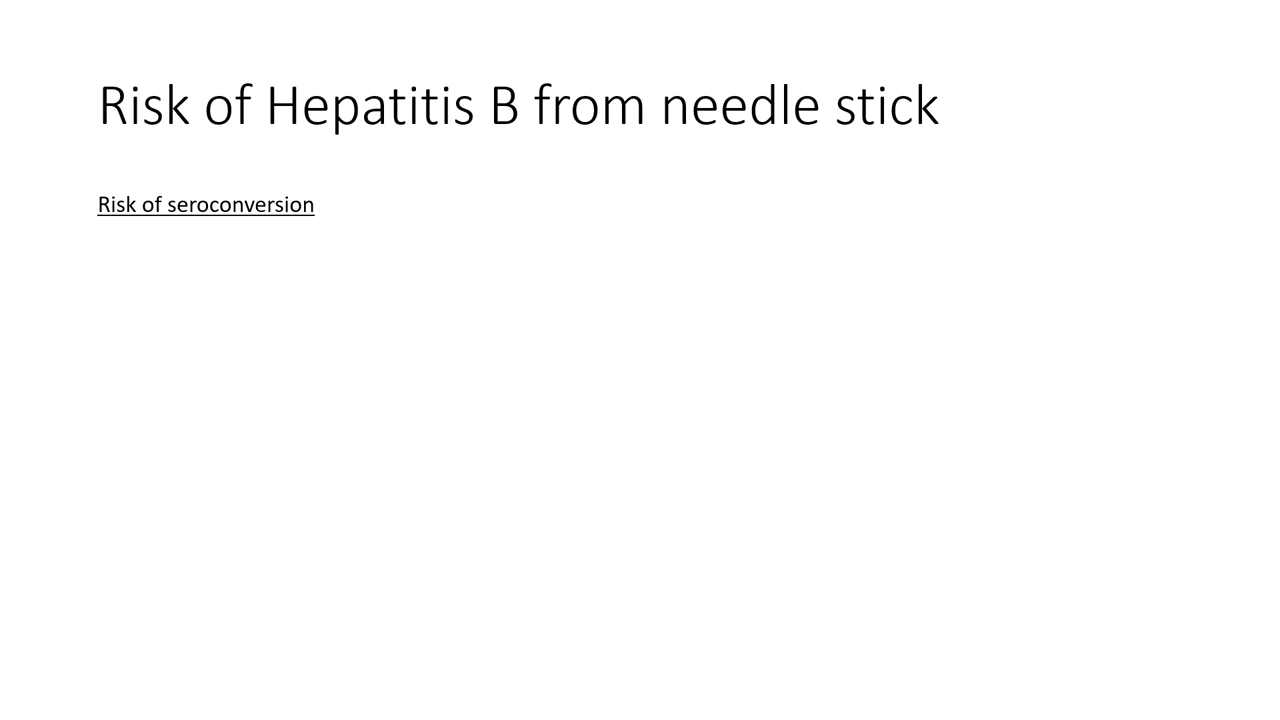 Risk of Hepatitis B from needle stick
Risk of seroconversion